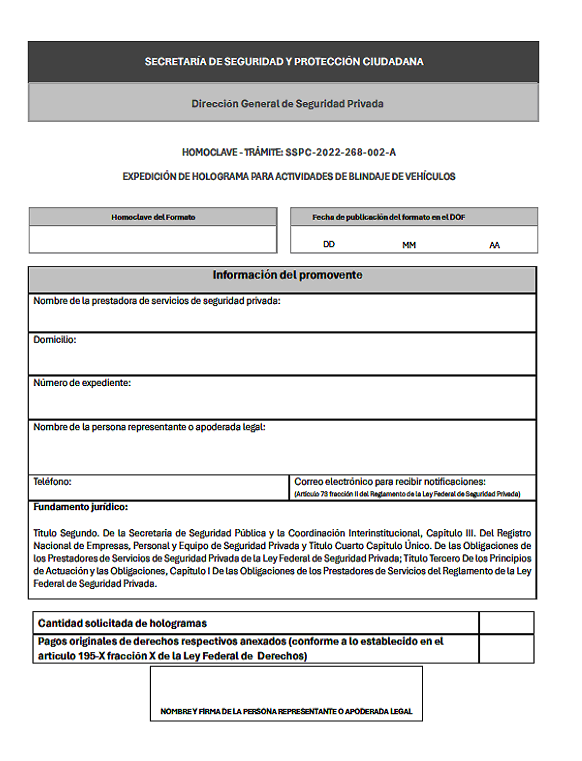 SECRETARÍA DE SEGURIDAD Y PROTECCIÓN CIUDADANA
Dirección General de Seguridad Privada
HOMOCLAVE - TRÁMITE: SSPC-2022-268-002-A
EXPEDICIÓN DE HOLOGRAMA PARA ACTIVIDADES DE BLINDAJE DE VEHÍCULOS
Homoclave del Formato
Fecha de publicación del formato en el DOF
DD MM AA
Información del promovente
Nombre de la prestadora de servicios de seguridad privada:
Domicilio:
Número de expediente:
Nombre de la persona representante o apoderada legal:
Teléfono:
Correo electrónico para recibir notificaciones:
(Artículo 73 fracción II del Reglamento de la Ley Federal de Seguridad Privada)
Fundamento jurídico:
Título Segundo. De la Secretaría de Seguridad Pública y la Coordinación Interinstitucional, Capítulo III. Del Registro
Nacional de Empresas, Personal y Equipo de Seguridad Privada y Título Cuarto Capítulo Único. De las Obligaciones de
los Prestadores de Servicios de Seguridad Privada de la Ley Federal de Seguridad Privada; Título Tercero De los Principios
de Actuación y las Obligaciones, Capítulo I De las Obligaciones de los Prestadores de Servicios del Reglamento de la Ley
Federal de Seguridad Privada.
Cantidad solicitada de hologramas
Pagos originales de derechos respectivos anexados (conforme a lo establecido en el
artículo 195-X fracción X de la Ley Federal de Derechos)
NOMBRE Y FIRMA DE LA PERSONA REPRESENTANTE O APODERADA LEGAL